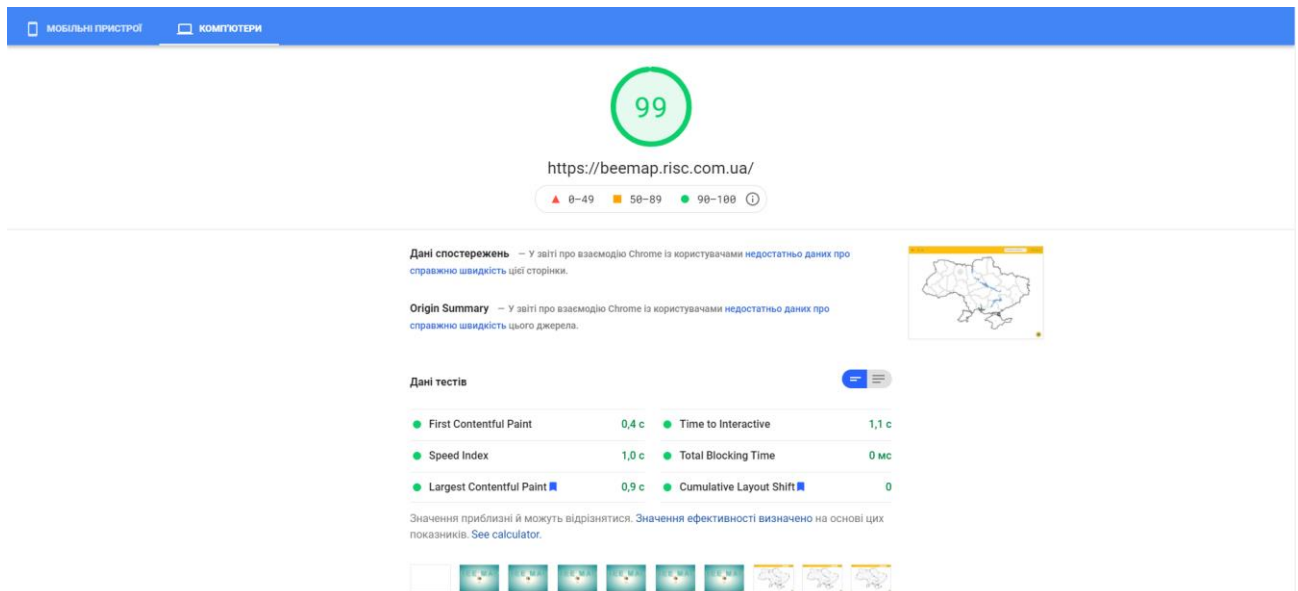 МОБІЛЬНІ ПРИСТРОЇ
КОМП'ЮТЕРИ
99
https://beemap.risc.com.ua/
0–49 50–89 90–100
Дані спостережень — У звіті про взаємодію Chrome із користувачами недостатньо даних про
справжню швидкість цієї сторінки.
Origin Summary — У звіті про взаємодію Chrome із користувачами недостатньо даних про
справжню швидкість цього джерела.
Дані тестів
First Contentful Paint 0,4 с
Time to Interactive 1,1 с
Speed Index 1,0 с
Total Blocking Time 0 мс
Largest Contentful Paint 0,9 с
Cumulative Layout Shift 0
Значення приблизні й можуть відрізнятися. Значення ефективності визначено на основі цих
показників. See calculator.